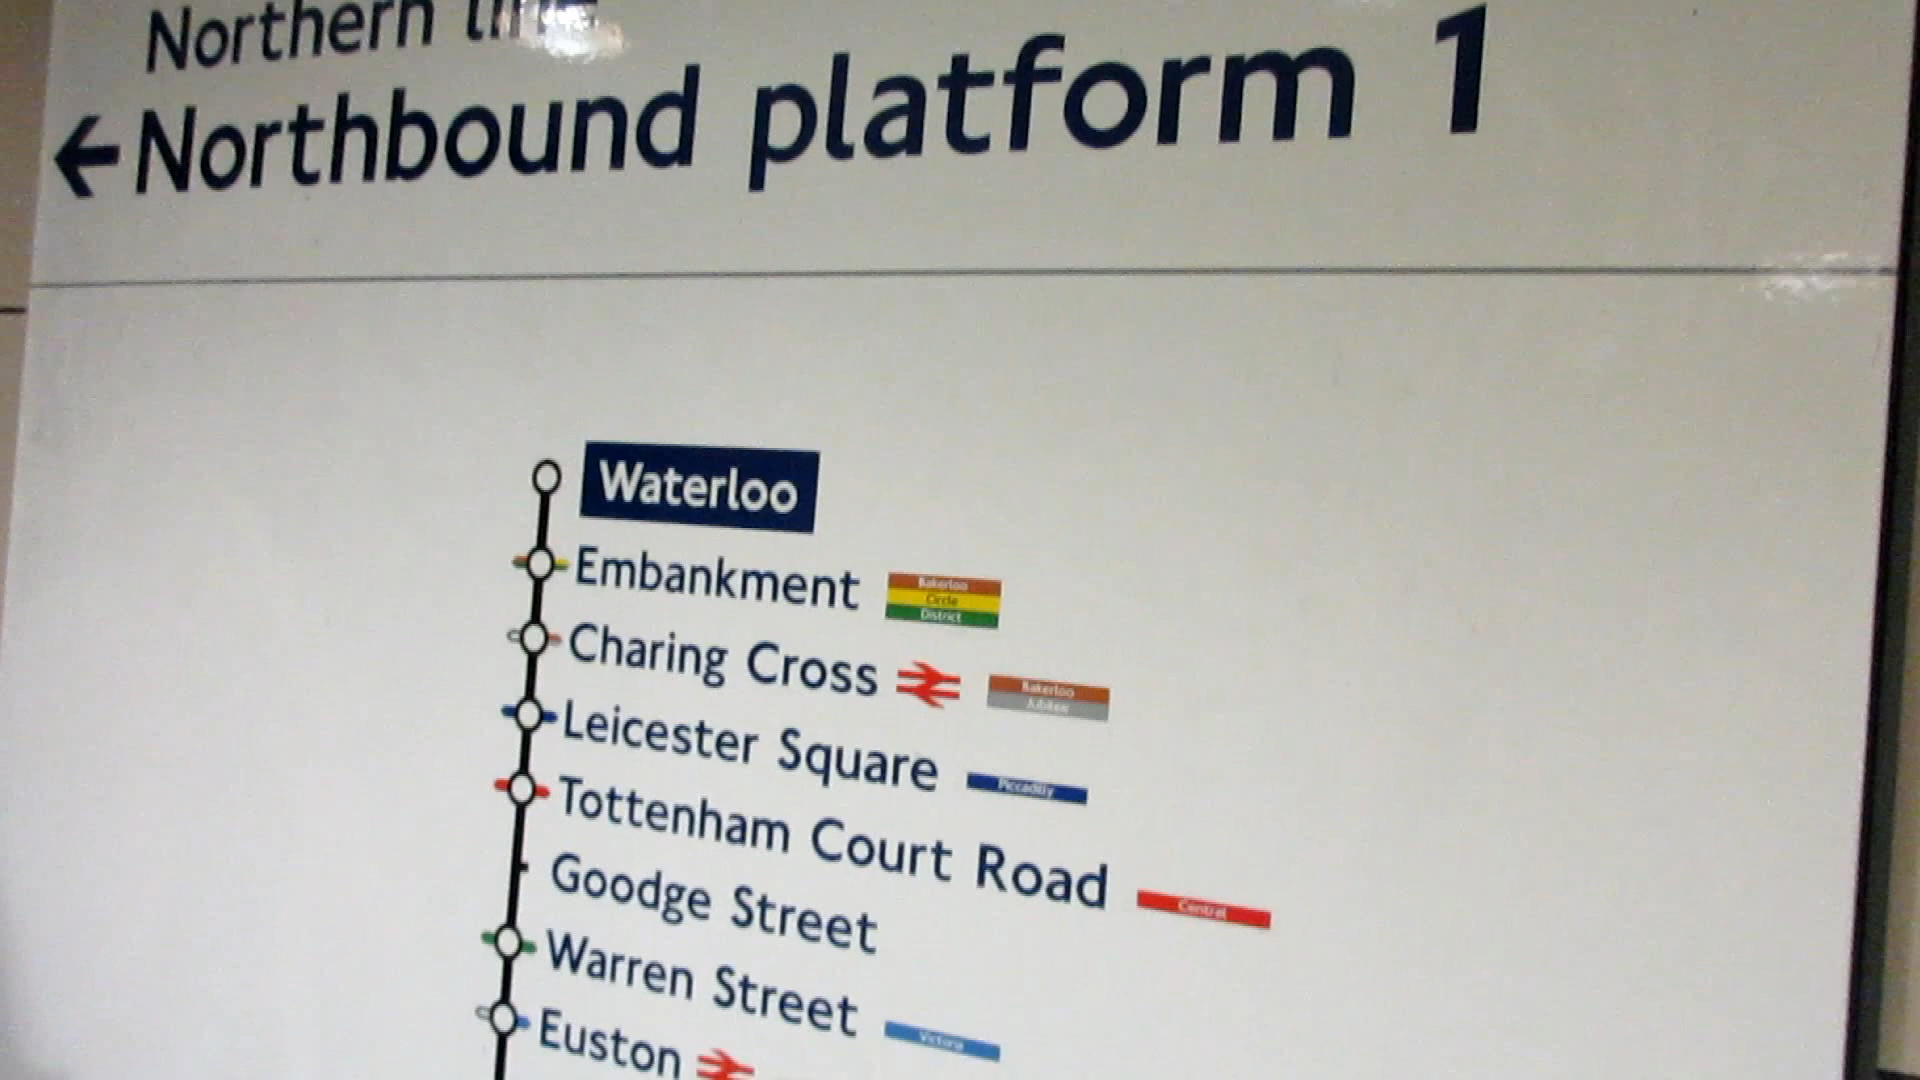 Northern line
Northbound platform 1
Waterloo
Embankment
Bakerloo
Circle
District
Charing Cross
Bakerloo
Jubilee
Leicester Square
Piccadilly
Tottenham Court Road
Central
Goodge Street
Warren Street
Victoria
Euston